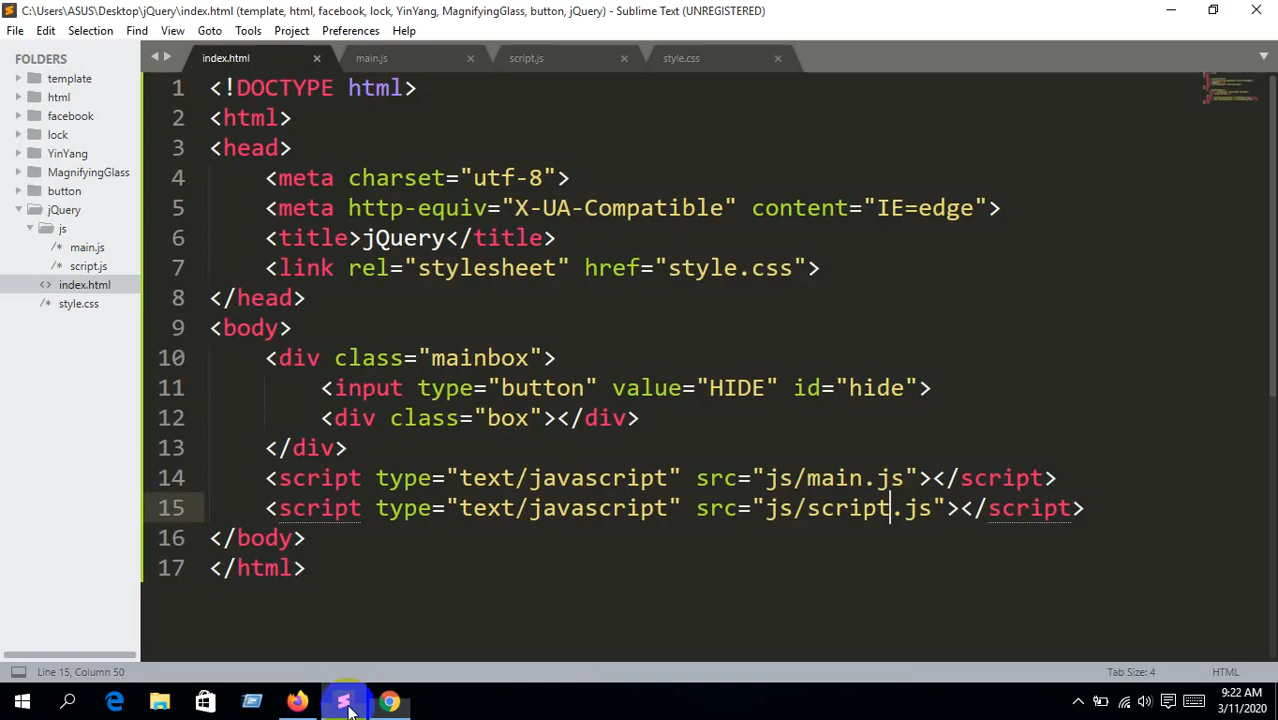 C:\Users\ASUS\Desktop\jQuery\index.html (template, html, facebook, lock, YinYang, MagnifyingGlass, button, jQuery) - Sublime Text (UNREGISTERED)
File Edit Selection Find View Goto Tools Project Preferences Help
FOLDERS
template
html
facebook
lock
YinYang
MagnifyingGlass
button
jQuery
js
/* main.js
/* script.js
<> index.html
/* style.css
index.html main.js script.js style.css
1 <!DOCTYPE html>
2 <html>
3 <head>
4 <meta charset="utf-8">
5 <meta http-equiv="X-UA-Compatible" content="IE=edge">
6 <title>jQuery</title>
7 <link rel="stylesheet" href="style.css">
8 </head>
9 <body>
10 <div class="mainbox">
11 <input type="button" value="HIDE" id="hide">
12 <div class="box"></div>
13 </div>
14 <script type="text/javascript" src="js/main.js"></script>
15 <script type="text/javascript" src="js/script.js"></script>
16 </body>
17 </html>
Line 15, Column 50 Tab Size: 4 HTML
9:22 AM
3/11/2020